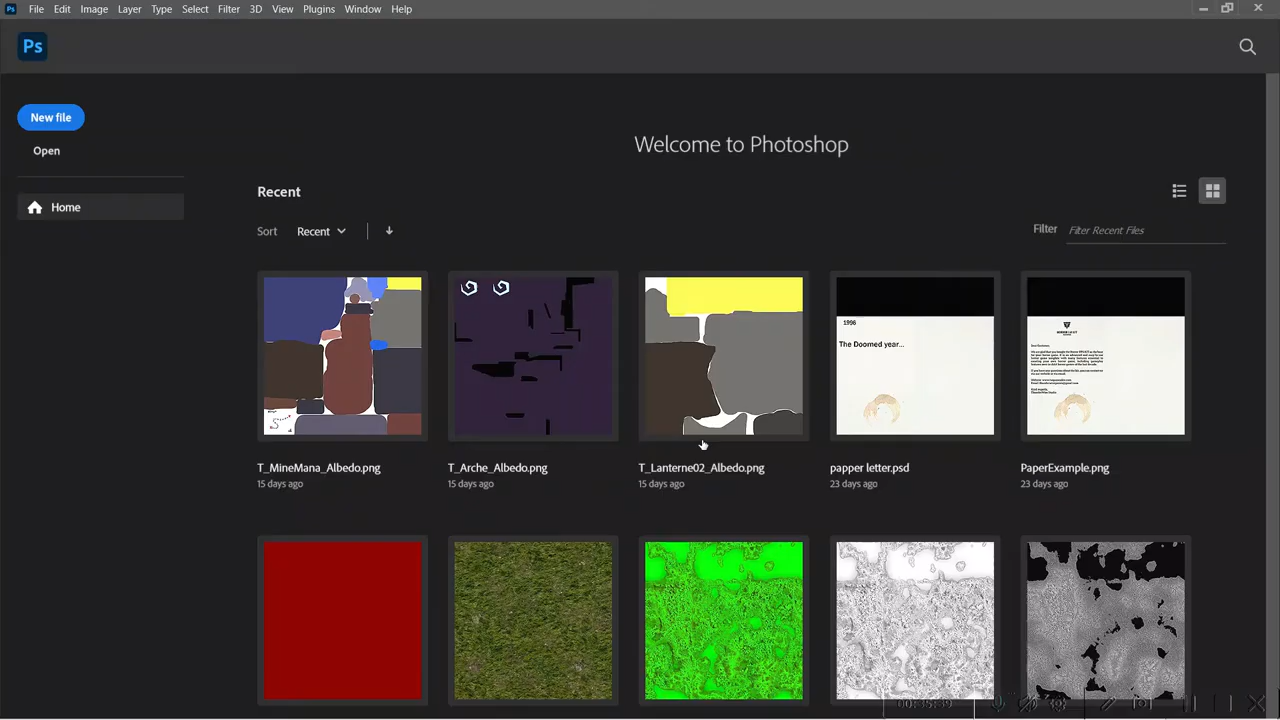 Ps File Edit Image Layer Type Select Filter 3D View Plugins Window Help
Ps
New file
Open
Home
Welcome to Photoshop
Recent
Sort Recent
Filter Filter Recent Files
1996
The Doomed year...
T_MineMana_Albedo.png
15 days ago
T_Arche_Albedo.png
15 days ago
T_Lanterne02_Albedo.png
15 days ago
papper letter.psd
23 days ago
PaperExample.png
23 days ago
00:35:39